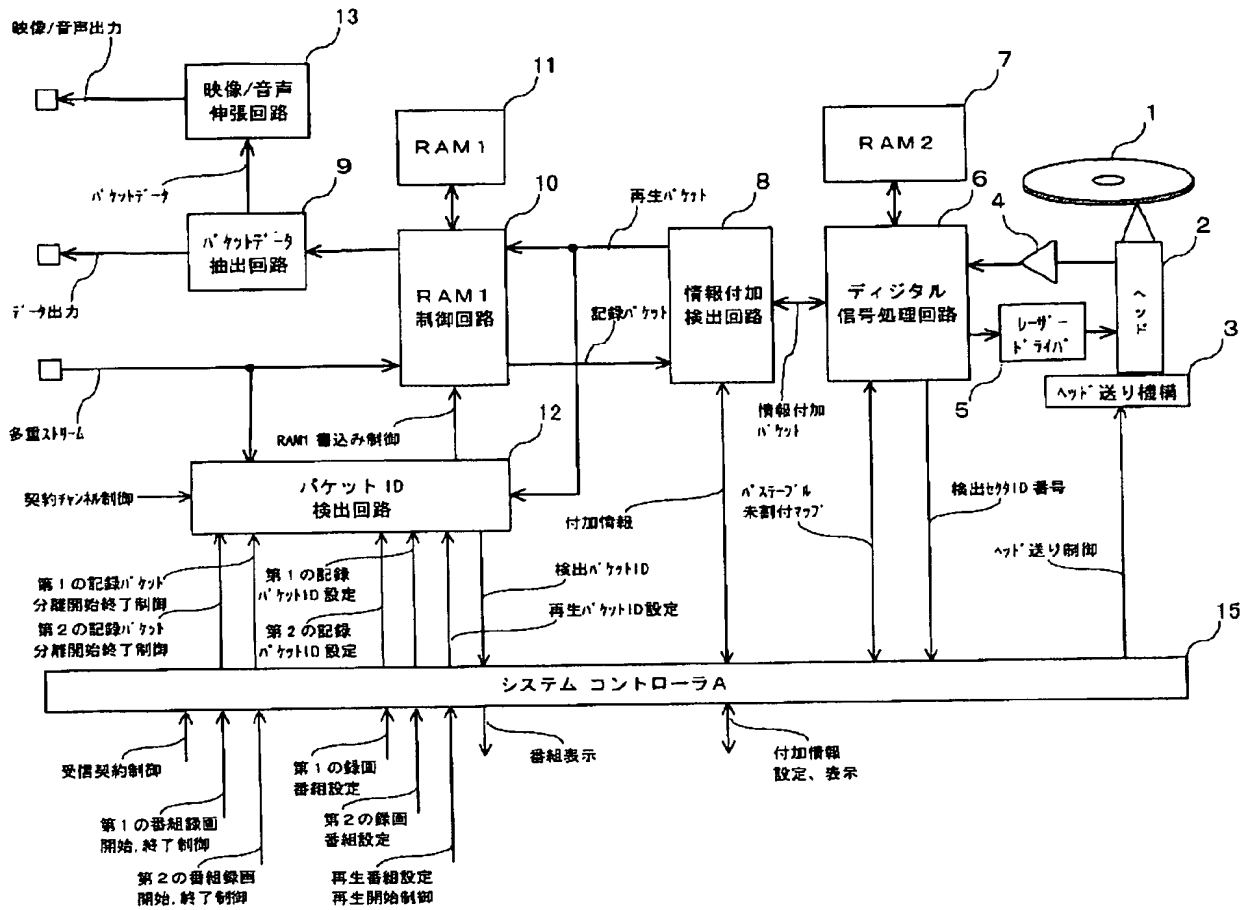 映像/音声出力
13
映像/音声
伸張回路
11
RAM1
7
RAM2
1
パケットデータ
9
パケットデータ
抽出回路
データ出力
10
RAM1
制御回路
再生パケット
記録パケット
8
情報付加
検出回路
6
ディジタル
信号処理回路
4
2
ヘッド
レーザー
ドライバ
5
3
ヘッド送り機構
多重ストリーム
RAM1 書込み制御
12
情報付加
パケット
契約チャンネル制御
パケットID
検出回路
付加情報
パステーブル
未割付マップ
検出セクタID番号
ヘッド送り制御
第1の記録パケット
分離開始終了制御
第2の記録パケット
分離開始終了制御
第1の記録
パケットID設定
第2の記録
パケットID設定
検出パケットID
再生パケットID設定
15
システム コントローラA
受信契約制御
第1の番組録画
開始.終了制御
第2の番組録画
開始.終了制御
第1の録画
番組設定
第2の録画
番組設定
再生番組設定
再生開始制御
番組表示
付加情報
設定、表示